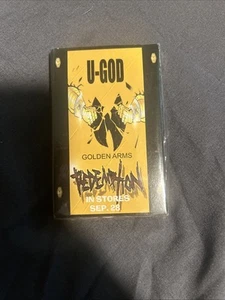 U-GOD
GOLDEN ARMS
REDEMPTION
IN STORES
SEP. 28